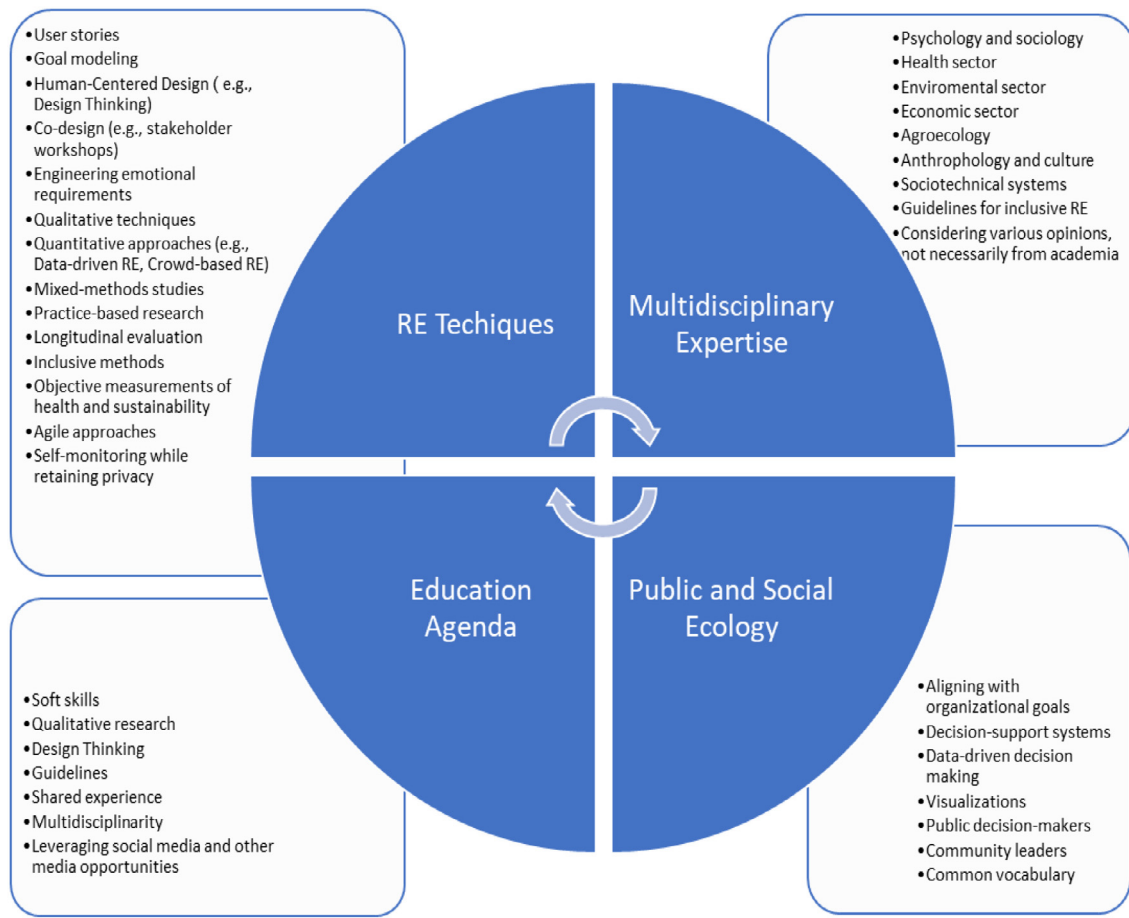 •User stories
•Goal modeling
•Human-Centered Design ( e.g.,
Design Thinking)
•Co-design (e.g., stakeholder
workshops)
•Engineering emotional
requirements
•Qualitative techniques
•Quantitative approaches (e.g.,
Data-driven RE, Crowd-based RE)
•Mixed-methods studies
•Practice-based research
•Longitudinal evaluation
•Inclusive methods
•Objective measurements of
health and sustainability
•Agile approaches
•Self-monitoring while
retaining privacy
•Psychology and sociology
•Health sector
•Enviromental sector
•Economic sector
•Agroecology
•Anthrophology and culture
•Sociotechnical systems
•Guidelines for inclusive RE
•Considering various opinions,
not necessarily from academia
RE Techiques
Multidisciplinary
Expertise
Education
Agenda
Public and Social
Ecology
•Soft skills
•Qualitative research
•Design Thinking
•Guidelines
•Shared experience
•Multidisciplinarity
•Leveraging social media and other
media opportunities
•Aligning with
organizational goals
•Decision-support systems
•Data-driven decision
making
•Visualizations
•Public decision-makers
•Community leaders
•Common vocabulary